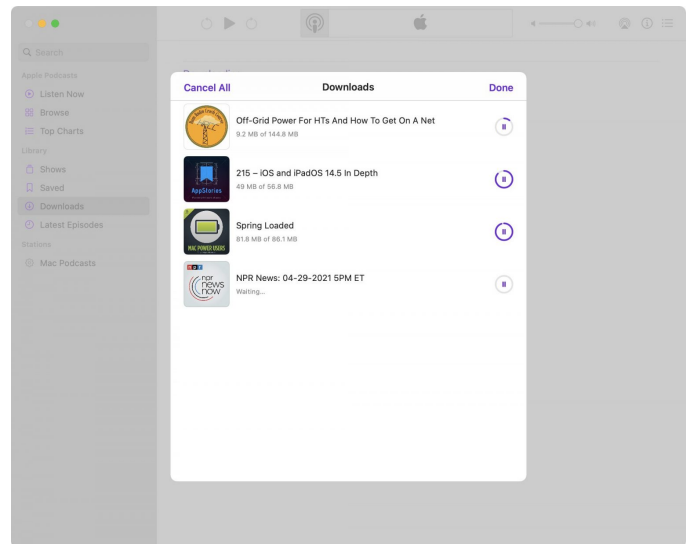 Search
Apple Podcasts
Listen Now
Browse
Top Charts
Library
Shows
Saved
Downloads
Latest Episodes
Stations
Mac Podcasts
Cancel All
Downloads
Done
Off-Grid Power For HTs And How To Get On A Net
9.2 MB of 144.8 MB
AppStories
215 – iOS and iPadOS 14.5 In Depth
49 MB of 56.8 MB
MAC POWER USERS
Spring Loaded
81.8 MB of 86.1 MB
npr
npr
news
now
NPR News: 04-29-2021 5PM ET
Waiting...